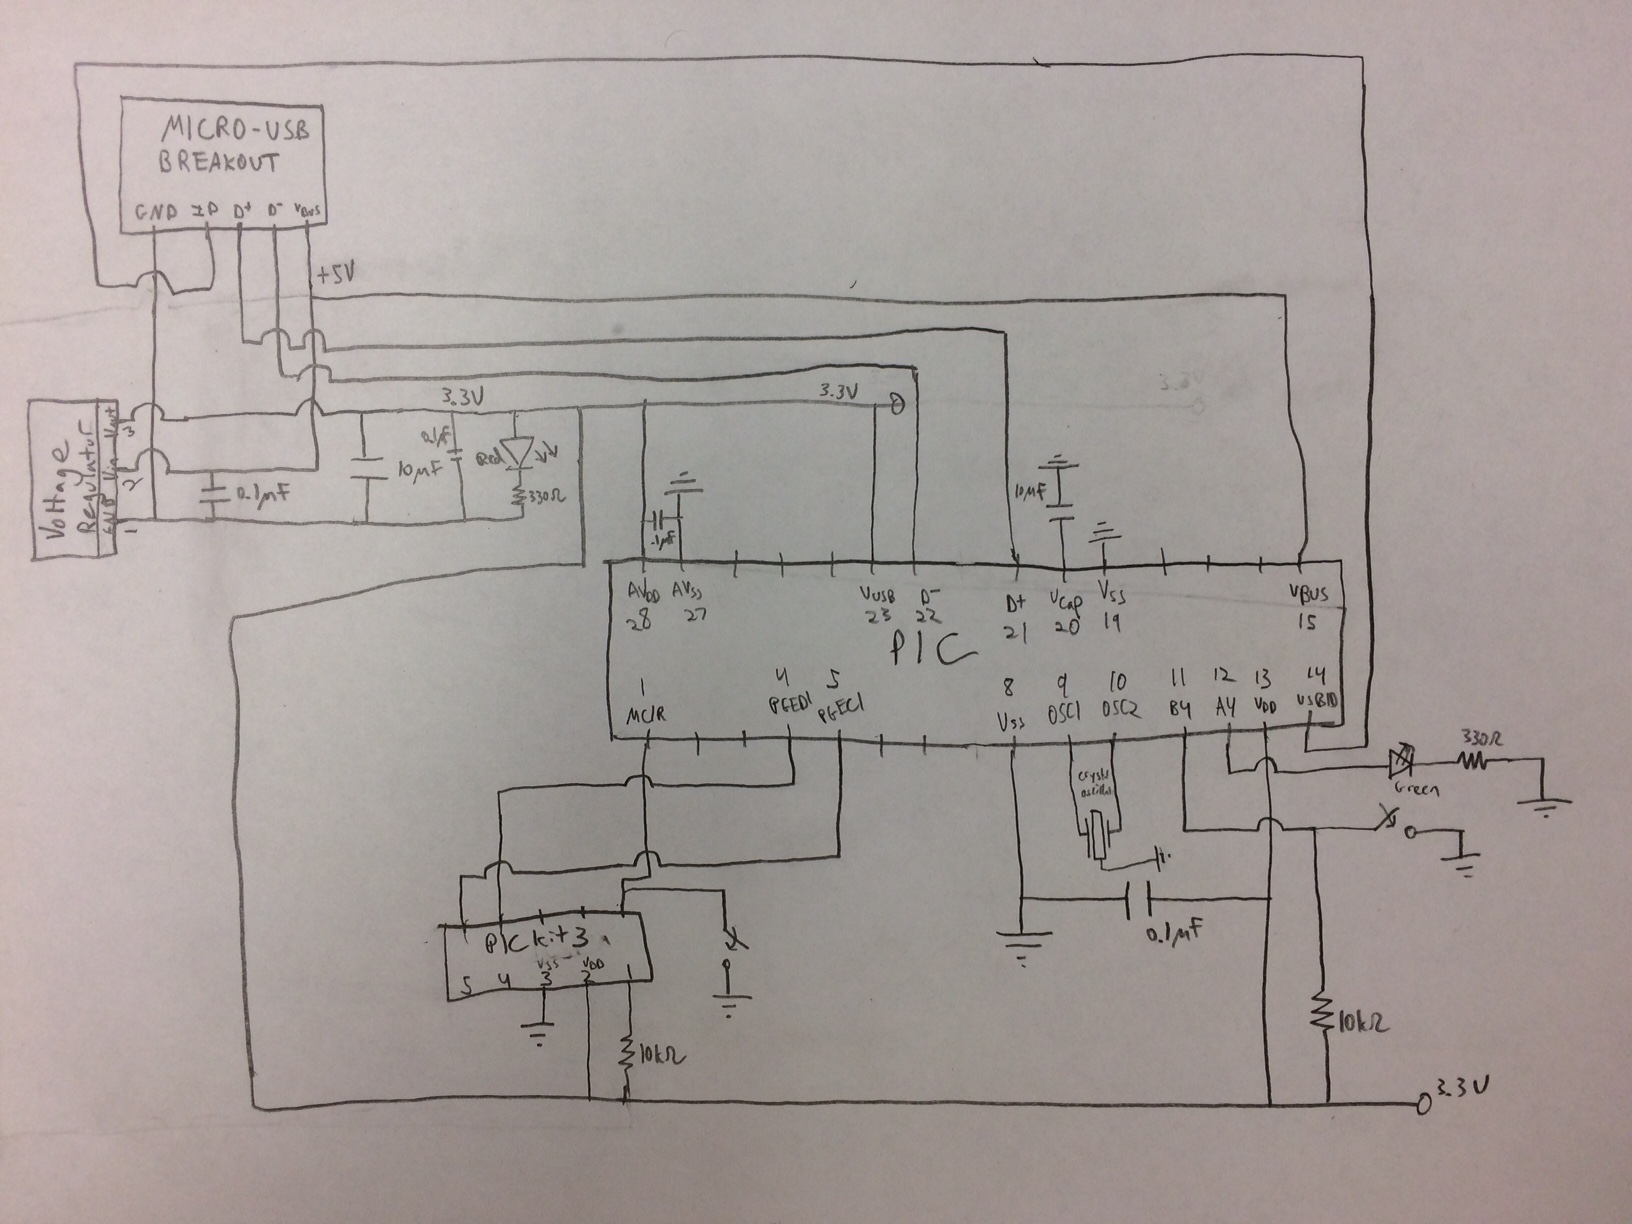 Voltage
Regulator
GND Vin Vout
1 2 3
MICRO-USB
BREAKOUT
GND
ID
D+
D-
VBUS
+5V
0.1μF
10μF
3.3V
Red
330Ω
PICkit3
5
4
3 VSS
2 VDD
1
10kΩ
PIC
1 MCLR
4 PGED1
5 PGEC1
8 VSS
9 OSC1
10 OSC2
11 B4
12 A4
13 VDD
14 USBID
28 AVDD
27 AVSS
23 VUSB
22 D-
21 D+
20 VCap
19 VSS
15 VBUS
.1μF
3.3V
10μF
3.3V
0.1μF
10kΩ
Green
330Ω
3.3V